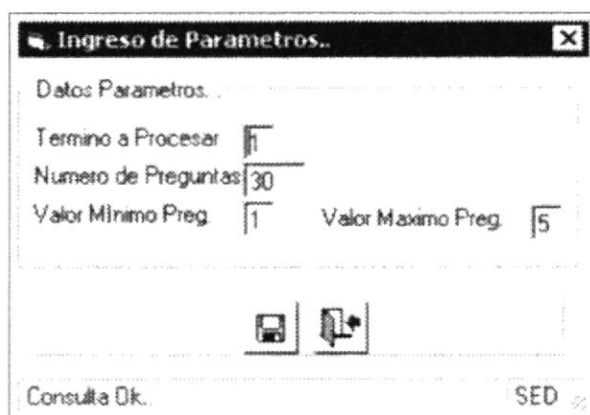 Ingreso de Parametros..
Datos Parametros. .
Termino a Procesar 1
Numero de Preguntas 30
Valor MInimo Preg. 1 Valor Maximo Preg. 5
Consulta Ok.. SED